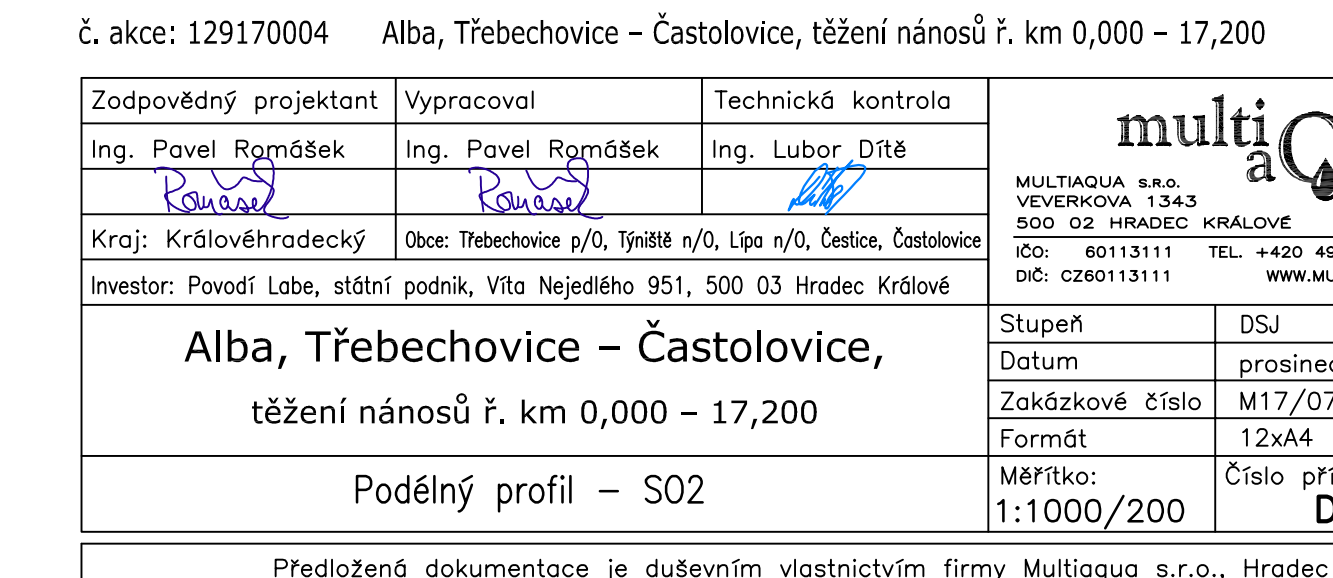 č. akce: 129170004 Alba, Třebechovice – Častolovice, těžení nánosů ř. km 0,000 – 17,200
Zodpovědný projektant Vypracoval Technická kontrola
Ing. Pavel Romášek Ing. Pavel Romášek Ing. Lubor Dítě
Romášek Romášek
Kraj: Královéhradecký Obce: Třebechovice p/O, Týniště n/O, Lípa n/O, Čestice, Častolovice
Investor: Povodí Labe, státní podnik, Víta Nejedlého 951, 500 03 Hradec Králové
multi
a
MULTIAQUA S.R.O.
VEVERKOVA 1343
500 02 HRADEC KRÁLOVÉ
IČO: 60113111 TEL. +420 49
DIČ: CZ60113111 WWW.MU
Alba, Třebechovice – Častolovice,
těžení nánosů ř. km 0,000 – 17,200
Podélný profil – SO2
Stupeň DSJ
Datum prosinec
Zakázkové číslo M17/07
Formát 12xA4
Měřítko: Číslo pří
1:1000/200 D
Předložená dokumentace je duševním vlastnictvím firmy Multiaqua s.r.o., Hradec